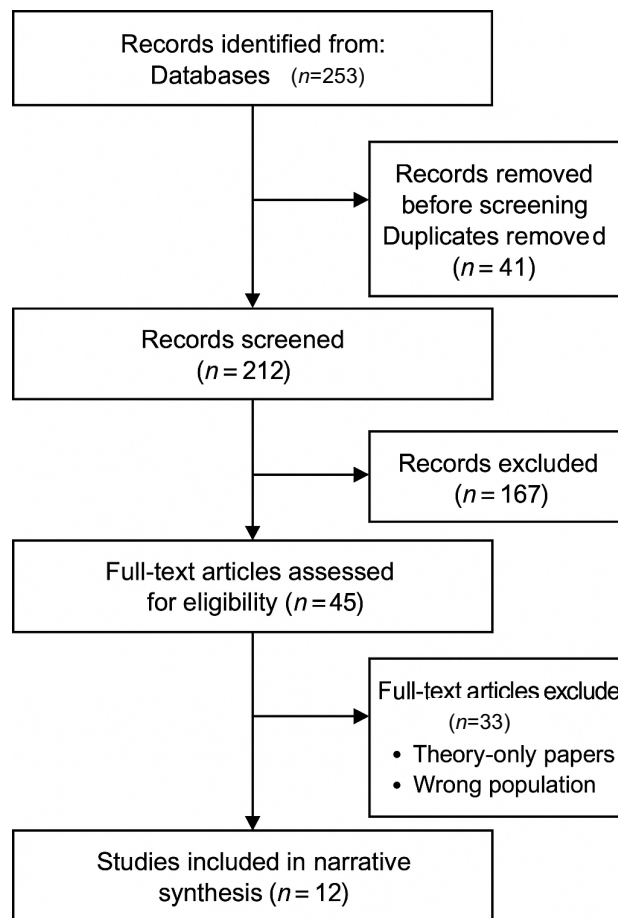 Records identified from:
Databases (n=253)
Records removed
before screening
Duplicates removed
(n = 41)
Records screened
(n = 212)
Records excluded
(n = 167)
Full-text articles assessed
for eligibility (n = 45)
Full-text articles exclude
(n=33)
• Theory-only papers
• Wrong population
Studies included in narrative
synthesis (n = 12)